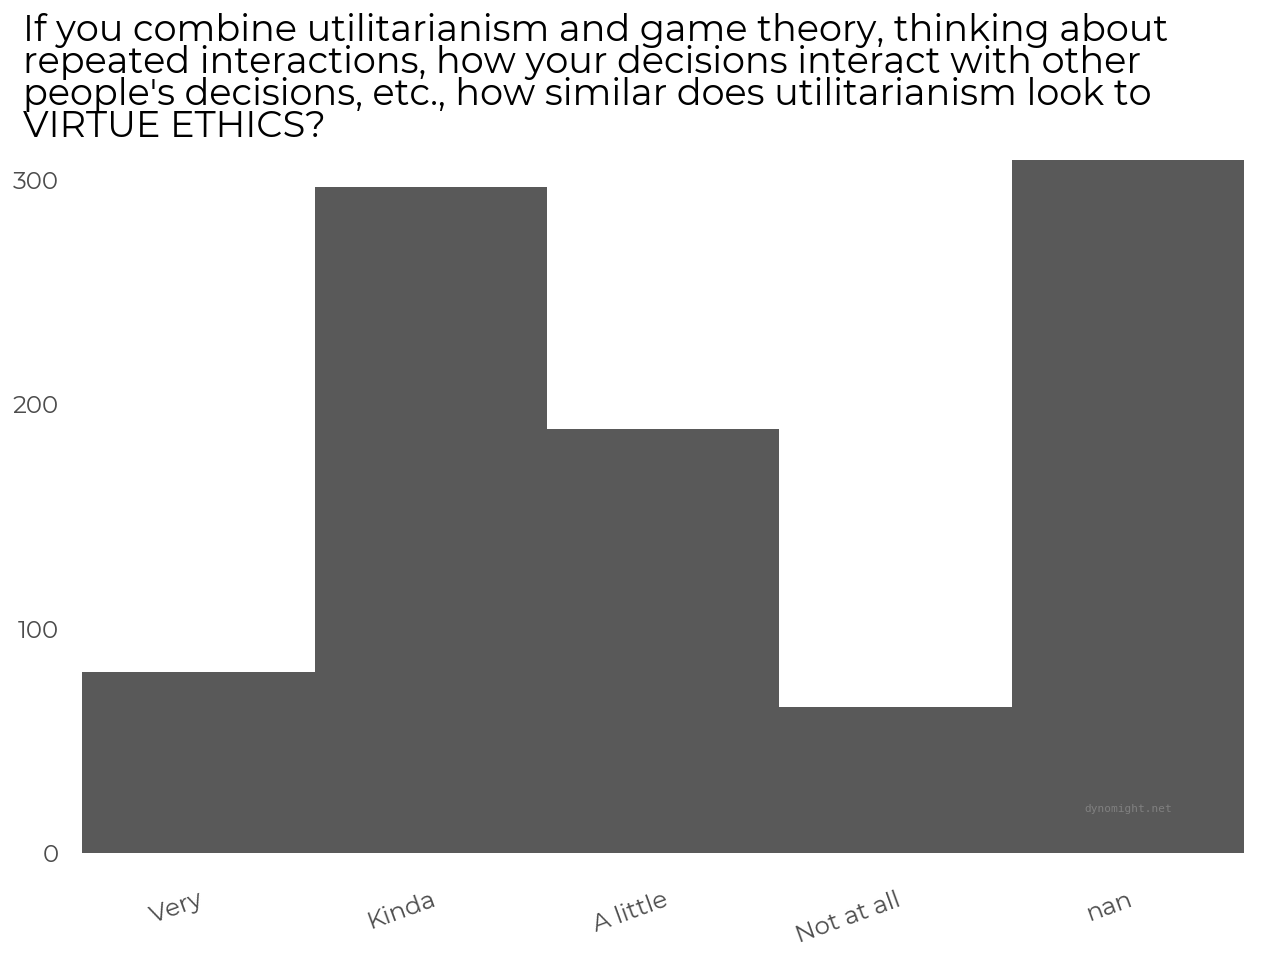 If you combine utilitarianism and game theory, thinking about
repeated interactions, how your decisions interact with other
people's decisions, etc., how similar does utilitarianism look to
VIRTUE ETHICS?
300
200
100
0
Very
Kinda
A little
Not at all
nan
dynomight.net